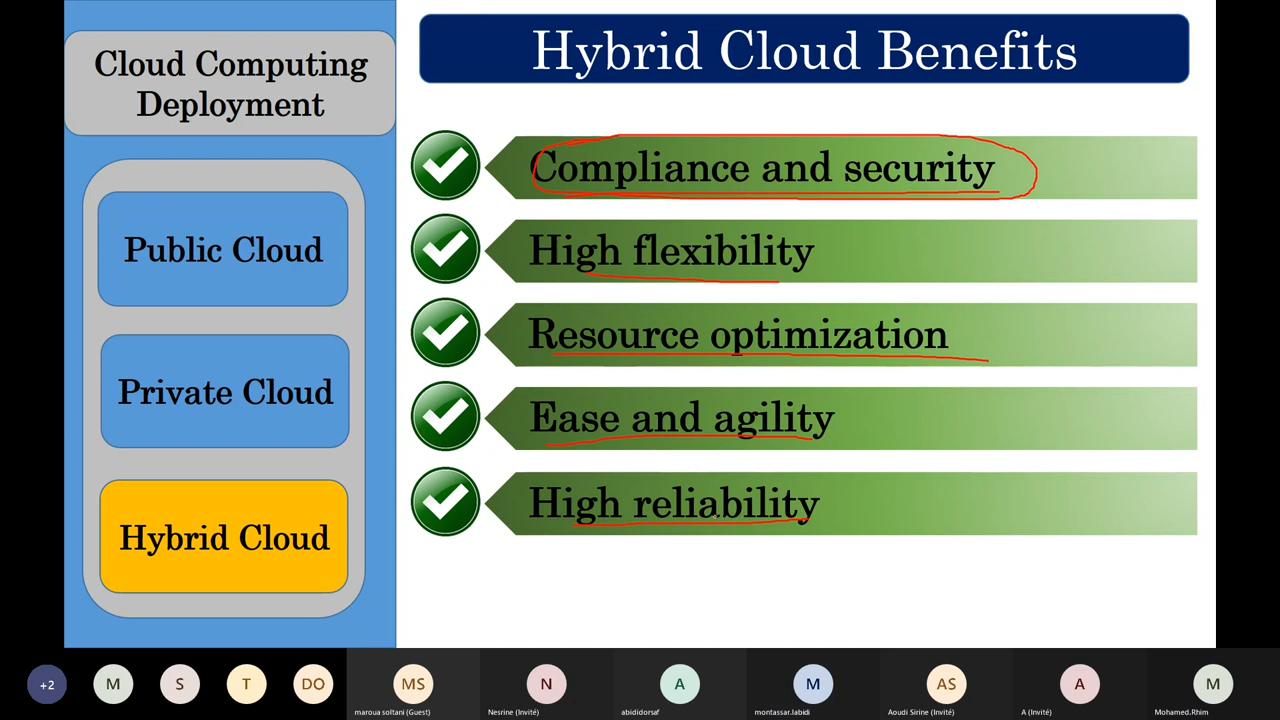 Cloud Computing
Deployment
Public Cloud
Private Cloud
Hybrid Cloud
Hybrid Cloud Benefits
Compliance and security
High flexibility
Resource optimization
Ease and agility
High reliability
+2
M
S
T
DO
MS
N
A
M
AS
A
M
maroua soltani (Guest)
Nesrine (Invité)
abididorsaf
montassar.labidi
Aoudi Sirine (Invité)
A (Invité)
Mohamed.Rhim